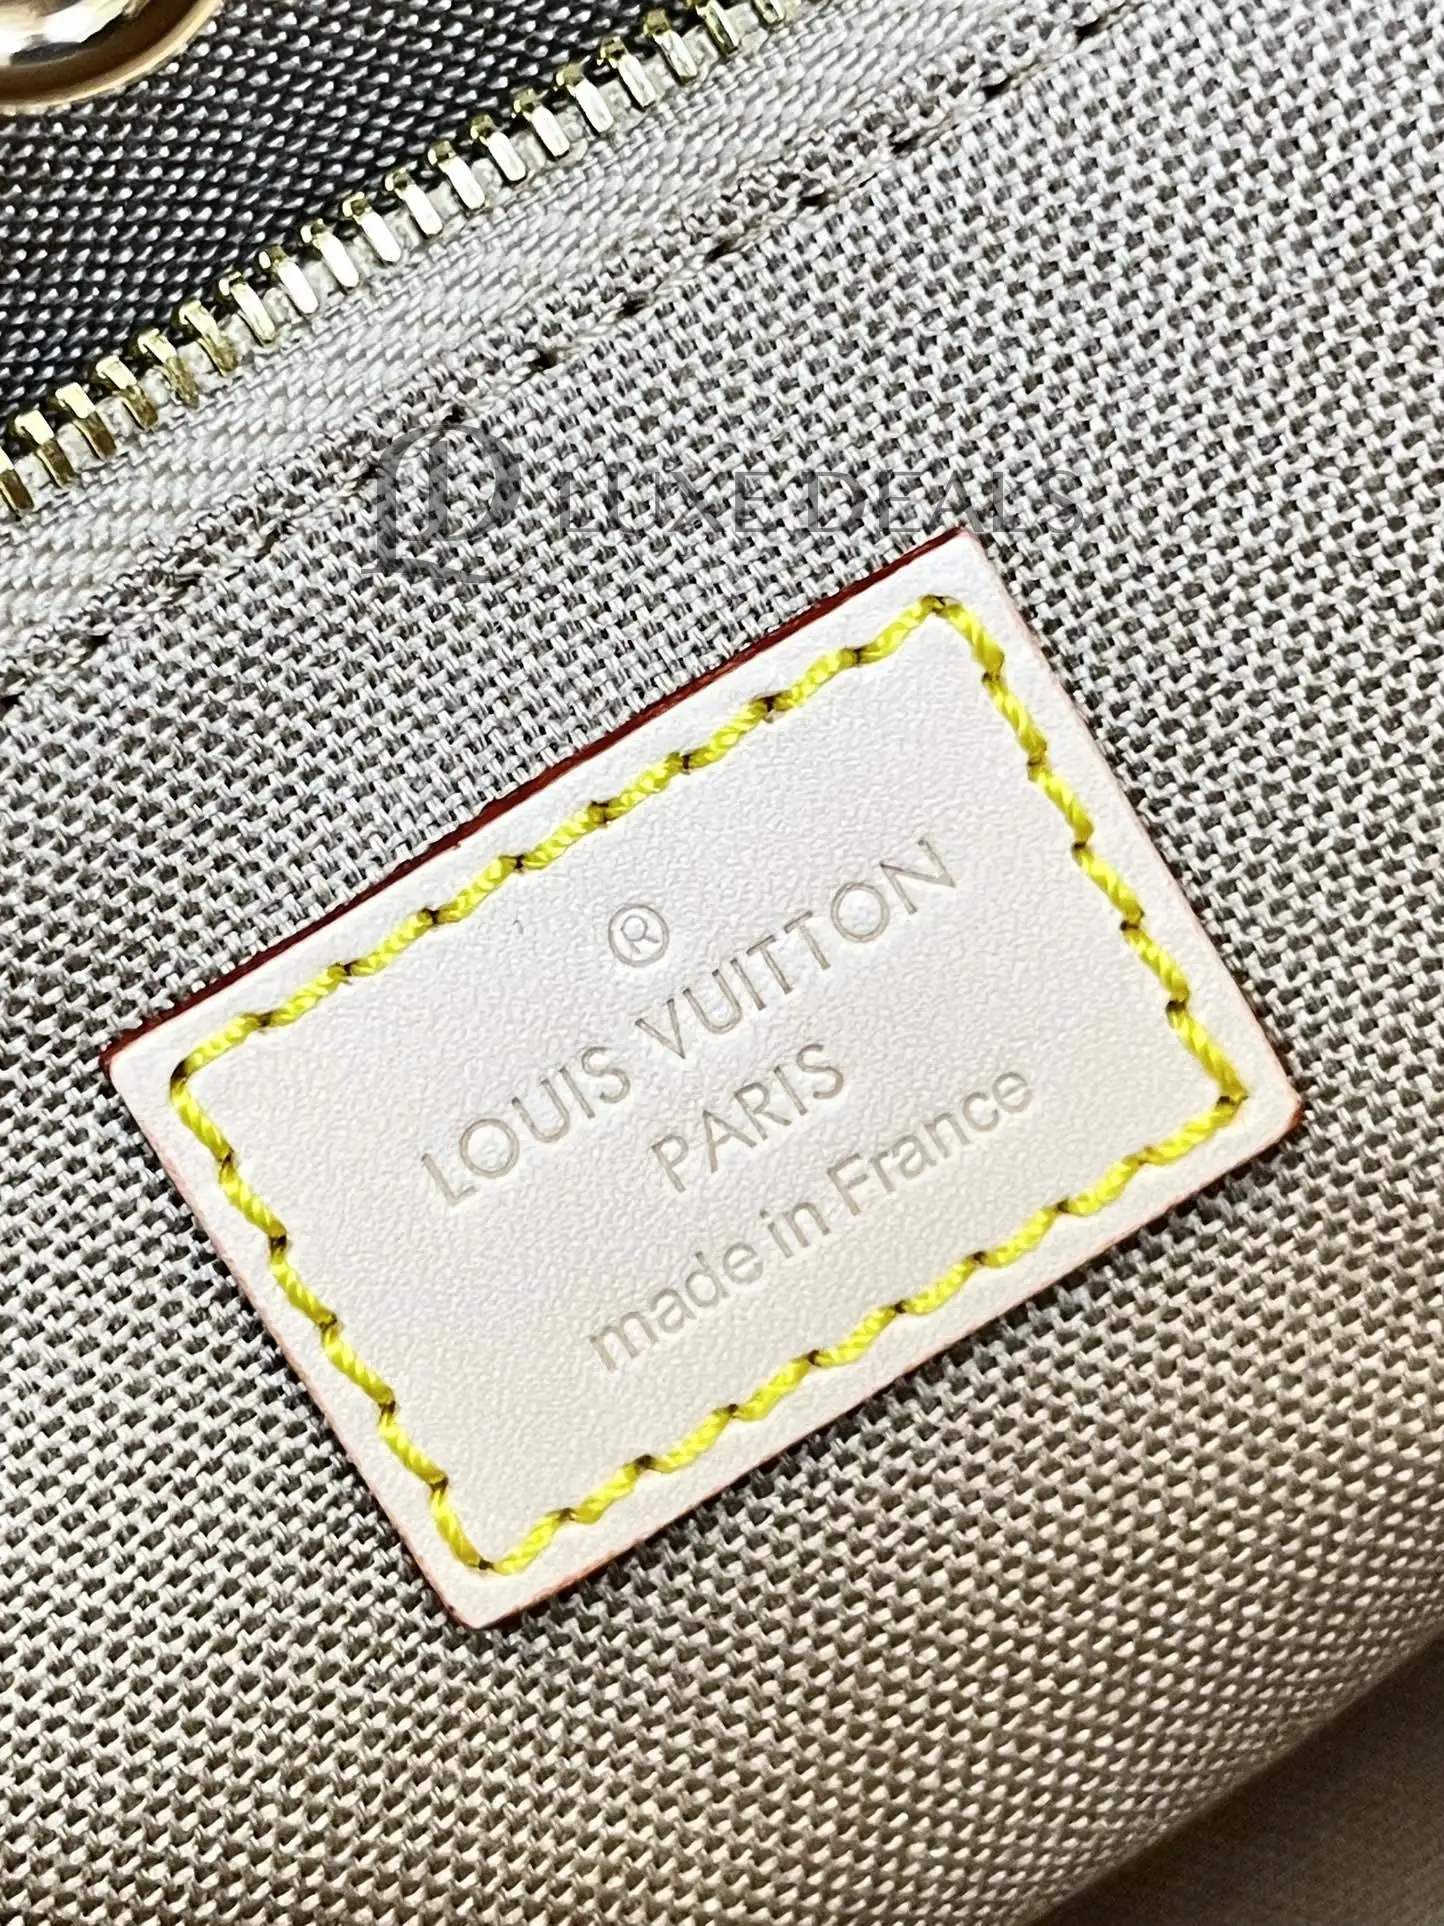 LUXE DEALS
®
LOUIS VUITTON
PARIS
made in France